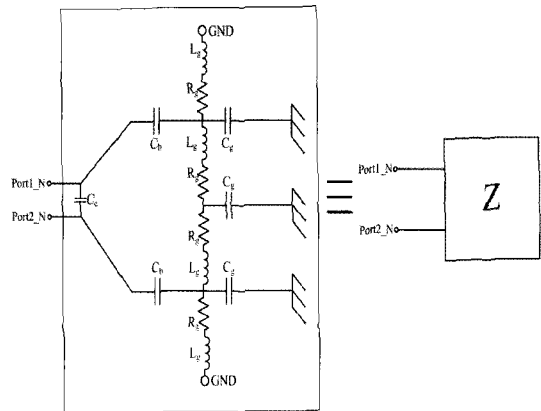 GND
Lg
Rg
Cb
Cg
Lg
Port1_N
Rg
Cg
Cc
Port2_N
Rg
Lg
Cb
Cg
Rg
Lg
GND
Port1_N
Z
Port2_N